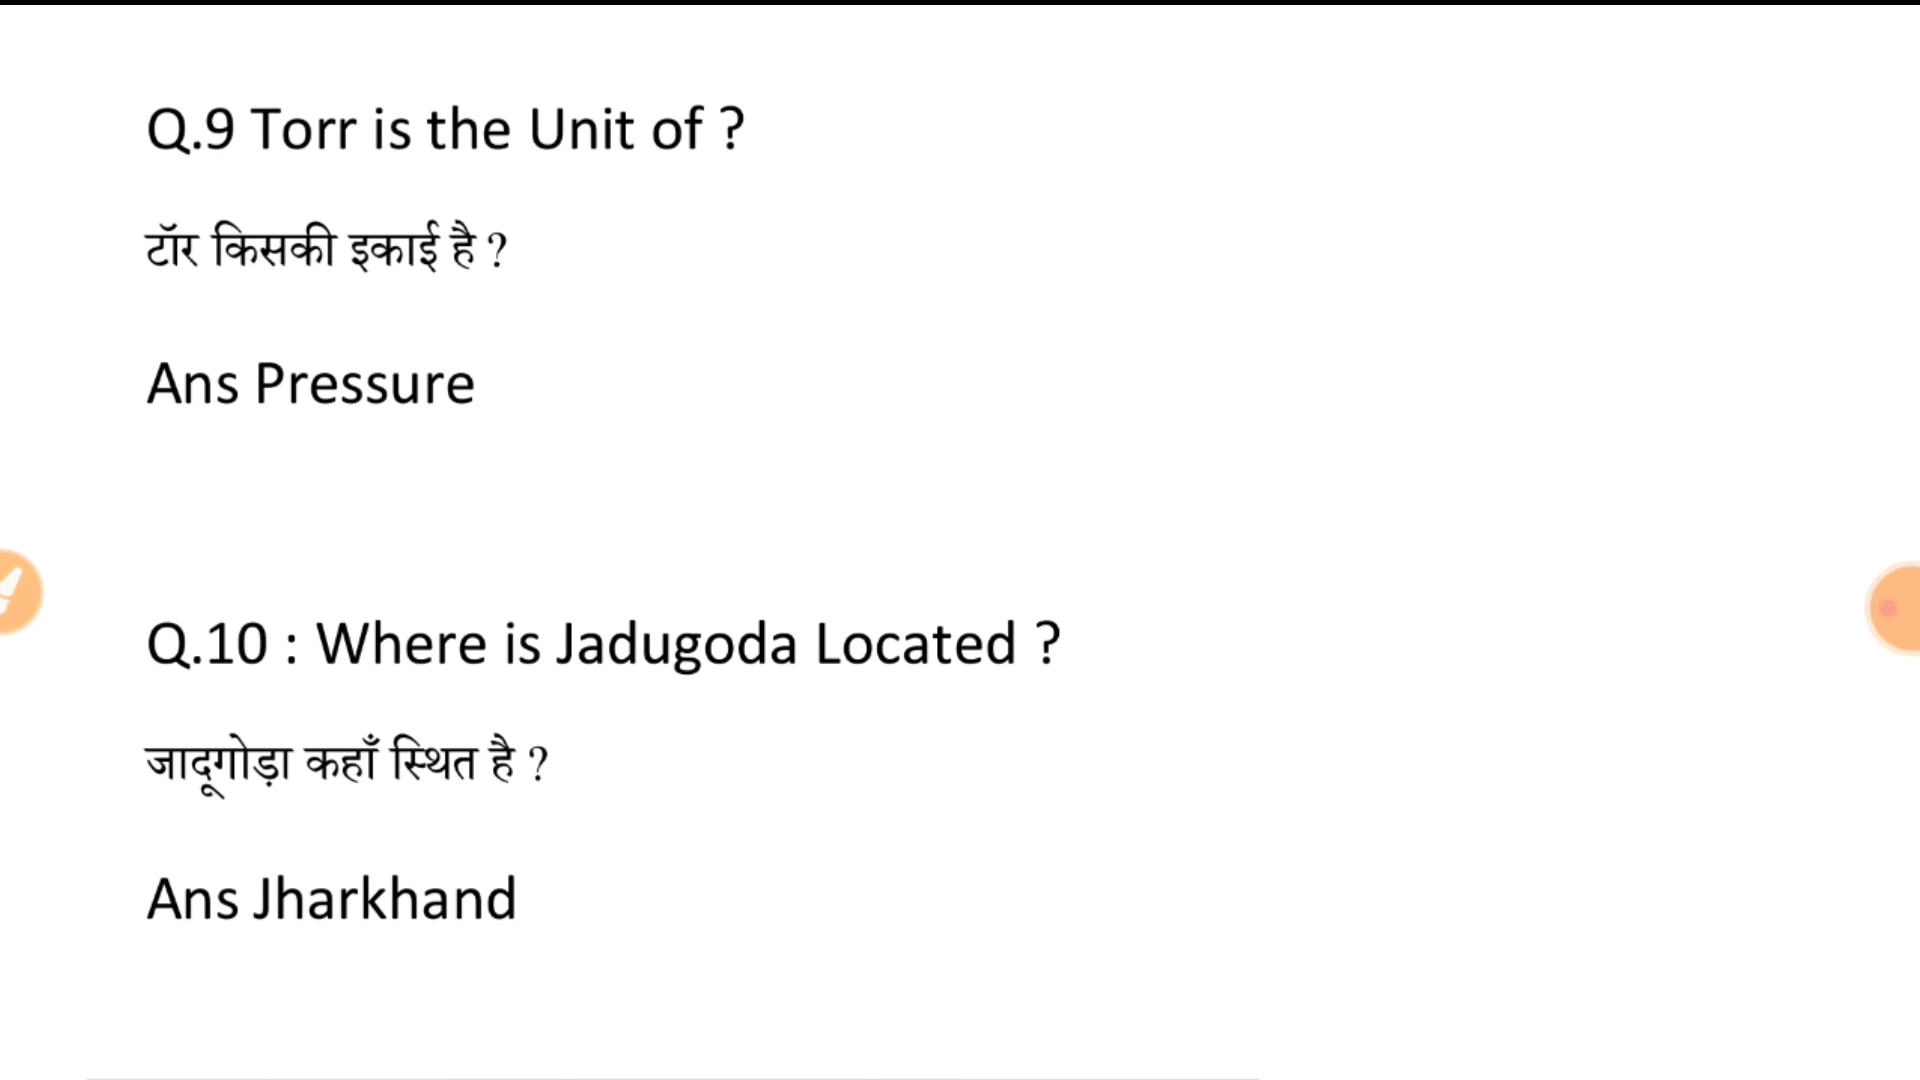 Q.9 Torr is the Unit of ?
टॉर किसकी इकाई है ?
Ans Pressure
Q.10 : Where is Jadugoda Located ?
जादूगोड़ा कहाँ स्थित है ?
Ans Jharkhand